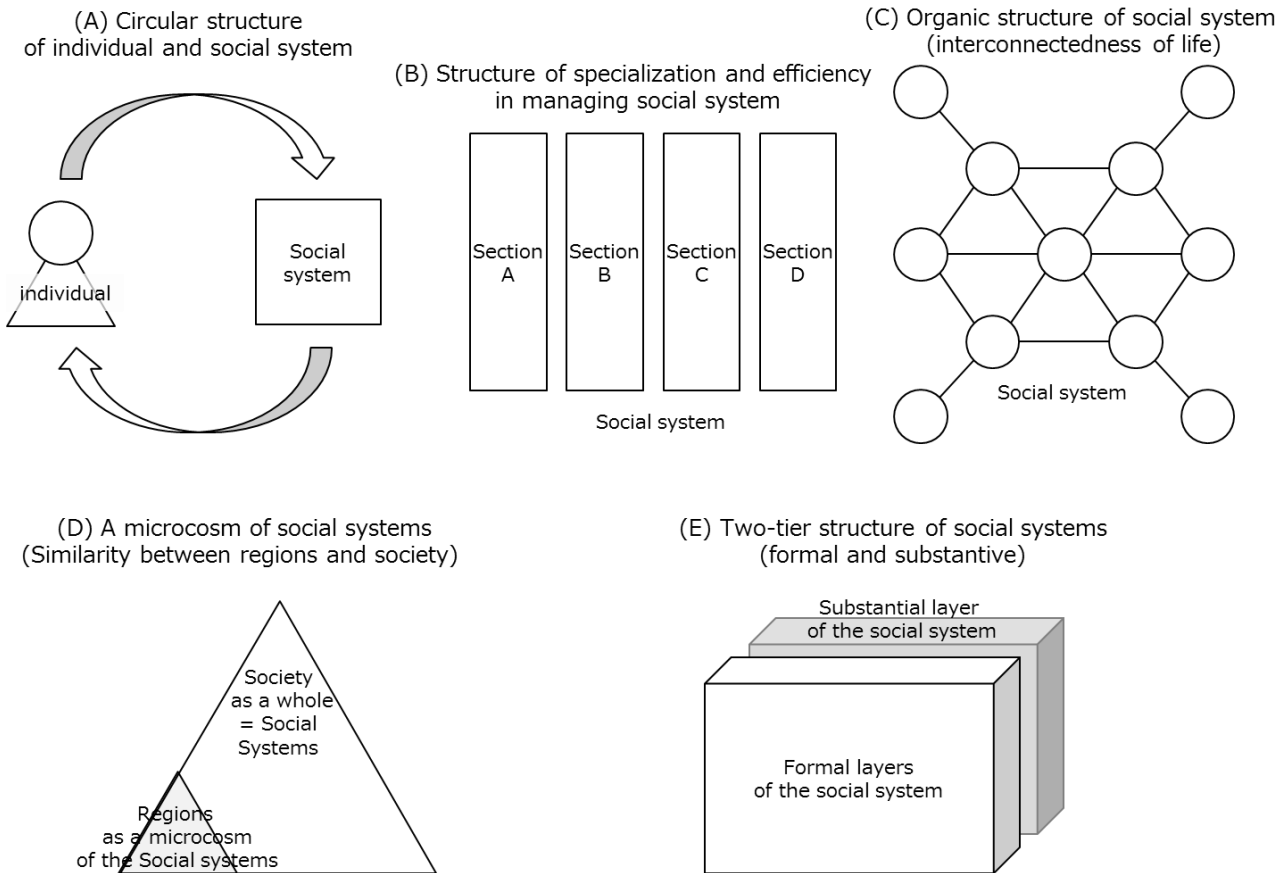 (A) Circular structure
of individual and social system
individual
Social
system
(B) Structure of specialization and efficiency
in managing social system
Section
A
Section
B
Section
C
Section
D
Social system
(C) Organic structure of social system
(interconnectedness of life)
Social system
(D) A microcosm of social systems
(Similarity between regions and society)
Society
as a whole
= Social
Systems
Regions
as a microcosm
of the Social systems
(E) Two-tier structure of social systems
(formal and substantive)
Substantial layer
of the social system
Formal layers
of the social system